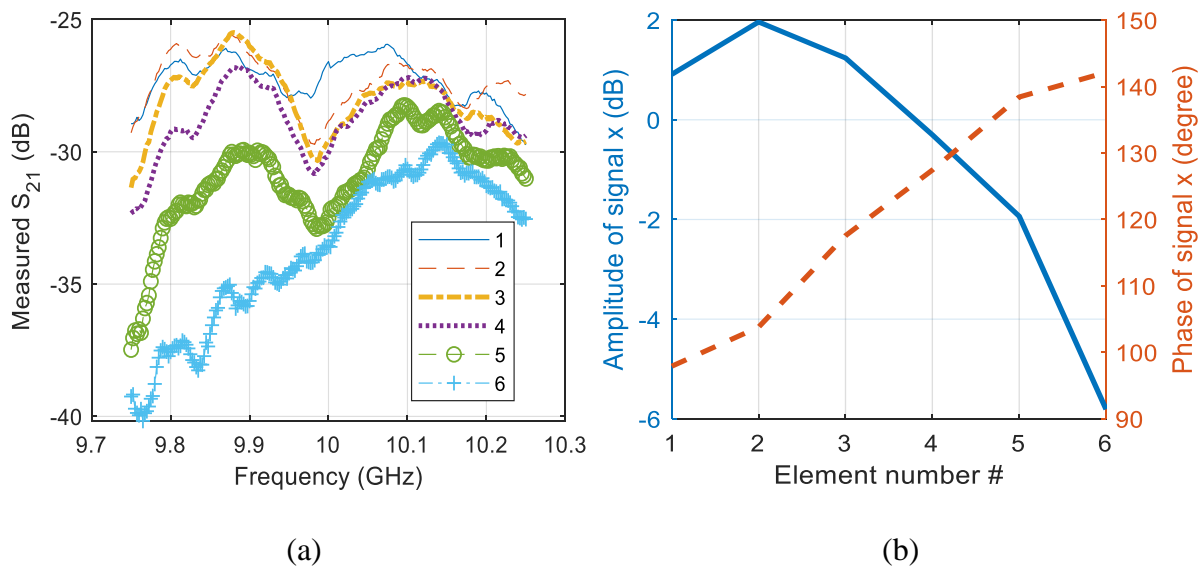 -25
-30
-35
-40
Measured S21 (dB)
9.7 9.8 9.9 10 10.1 10.2 10.3
Frequency (GHz)
1
2
3
4
5
6
(a)
2
0
-2
-4
-6
Amplitude of signal x (dB)
150
140
130
120
110
100
90
Phase of signal x (degree)
1 2 3 4 5 6
Element number #
(b)